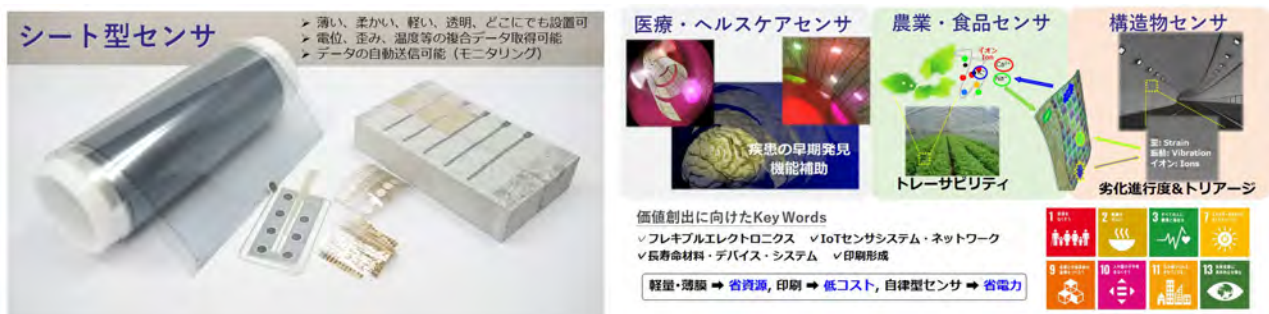 シート型センサ
➤ 薄い、柔かい、軽い、透明、どこにでも設置可
➤ 電位、歪み、温度等の複合データ取得可能
➤ データの自動送信可能（モニタリング）
医療・ヘルスケアセンサ
疾患の早期発見
機能補助
農業・食品センサ
イオン
Ion
トレーサビリティ
構造物センサ
歪: Strain
振動: Vibration
イオン: Ions
劣化進行度&トリアージ
価値創出に向けたKey Words
✓フレキブルエレクトロニクス ✓IoTセンサシステム・ネットワーク
✓長寿命材料・デバイス・システム ✓印刷形成
軽量・薄膜 ➡ 省資源, 印刷 ➡ 低コスト, 自律型センサ ➡ 省電力
1
2
3
7
9
10
11
13